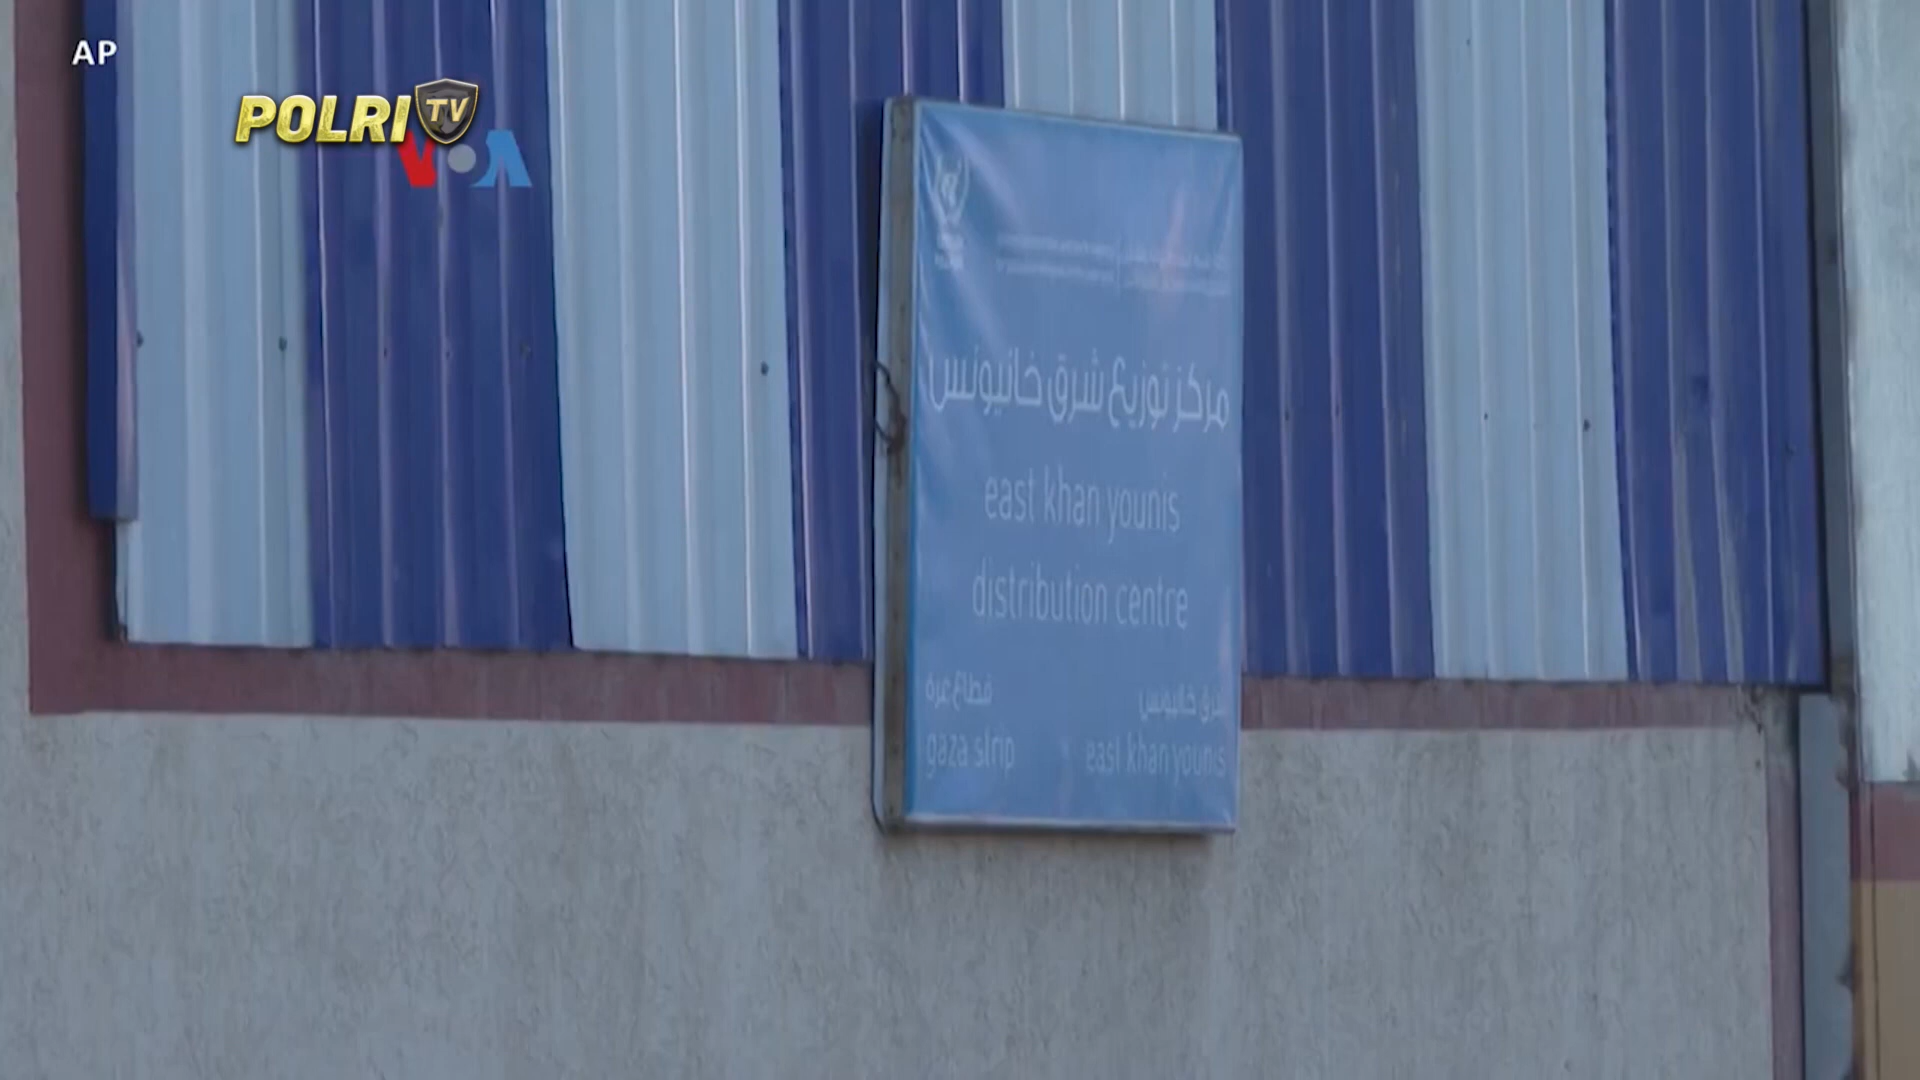 AP
POLRI TV
VOA
مركز توزيع شرق خانيونس
east khan younis
distribution centre
قطاع غزة
شرق خانيونس
gaza strip
east khan younis